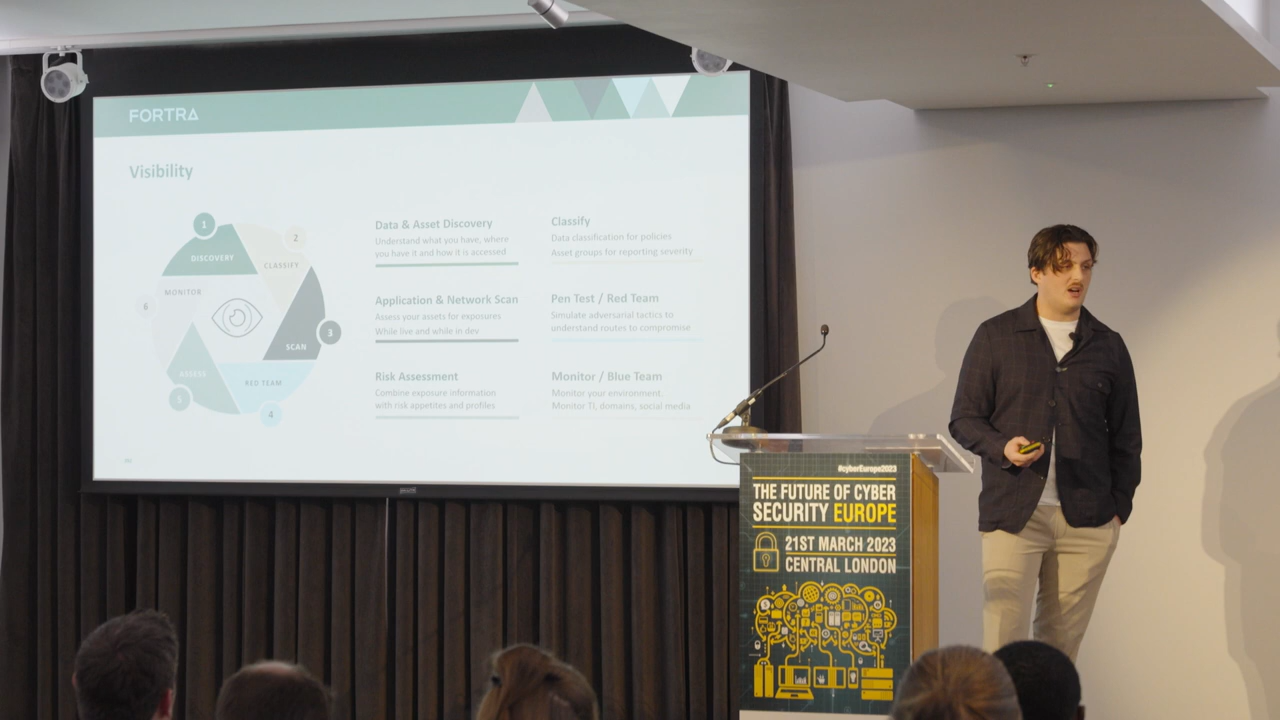 FORTRA
Visibility
1
DISCOVERY
2
CLASSIFY
3
SCAN
4
RED TEAM
5
ASSESS
6
MONITOR
Data & Asset Discovery
Understand what you have, where
you have it and how it is accessed
Classify
Data classification for policies
Asset groups for reporting severity
Application & Network Scan
Assess your assets for exposures
While live and while in dev
Pen Test / Red Team
Simulate adversarial tactics to
understand routes to compromise
Risk Assessment
Combine exposure information
with risk appetites and profiles
Monitor / Blue Team
Monitor your environment
Monitor TI, domains, social media
#cyberEurope2023
THE FUTURE OF CYBER
SECURITY EUROPE
21ST MARCH 2023
CENTRAL LONDON